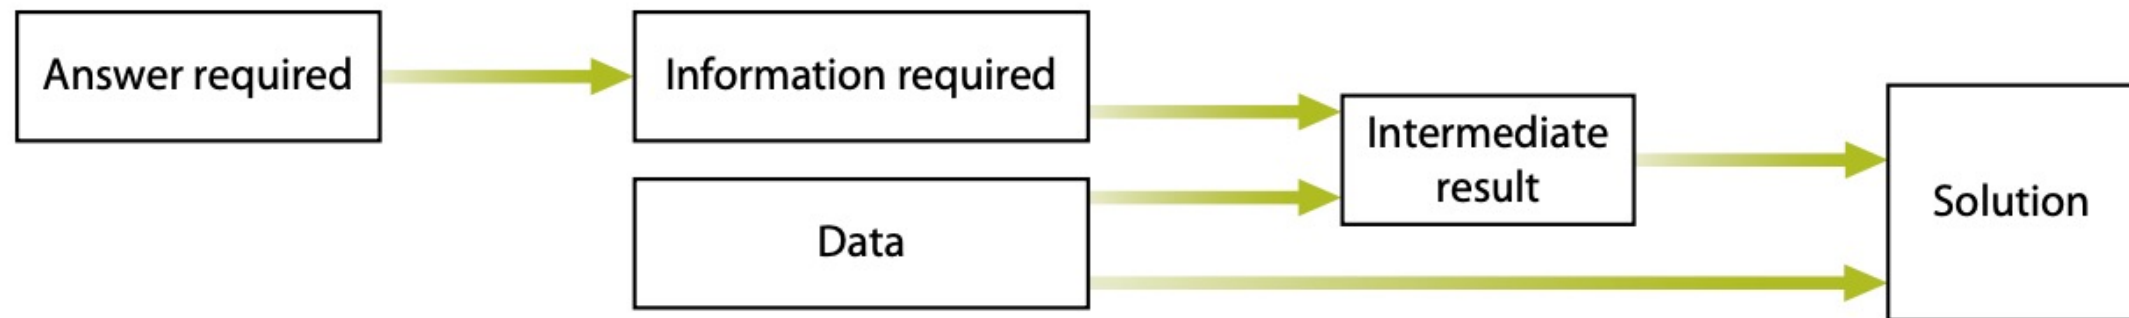 Answer required
Information required
Intermediate
result
Data
Solution